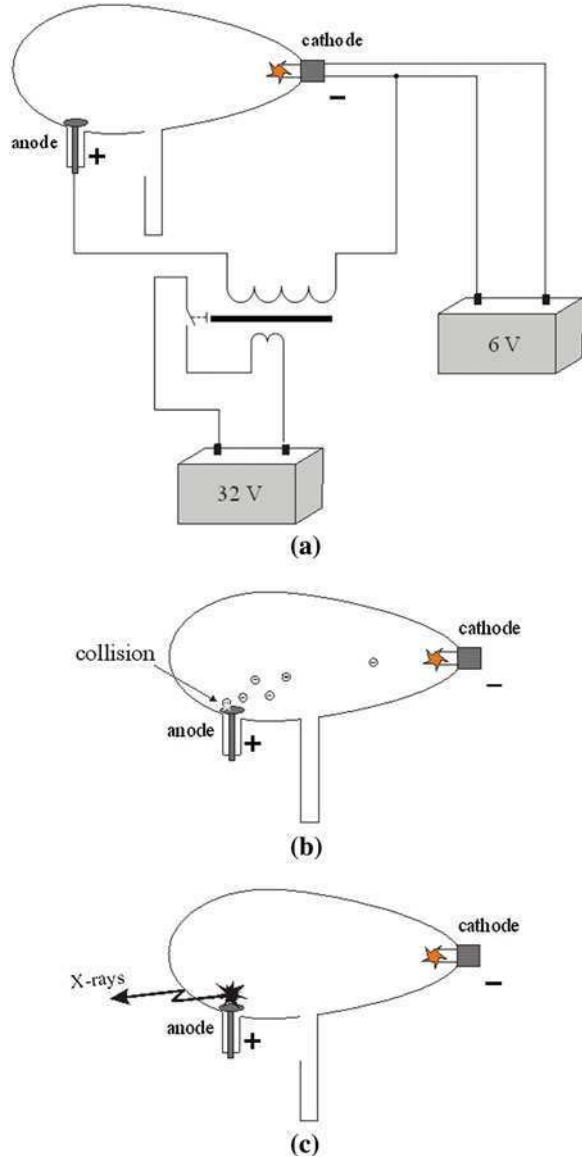 cathode
−
anode
+
6 V
32 V
(a)
cathode
collision
−
anode
+
(b)
cathode
X-rays
−
anode
+
(c)